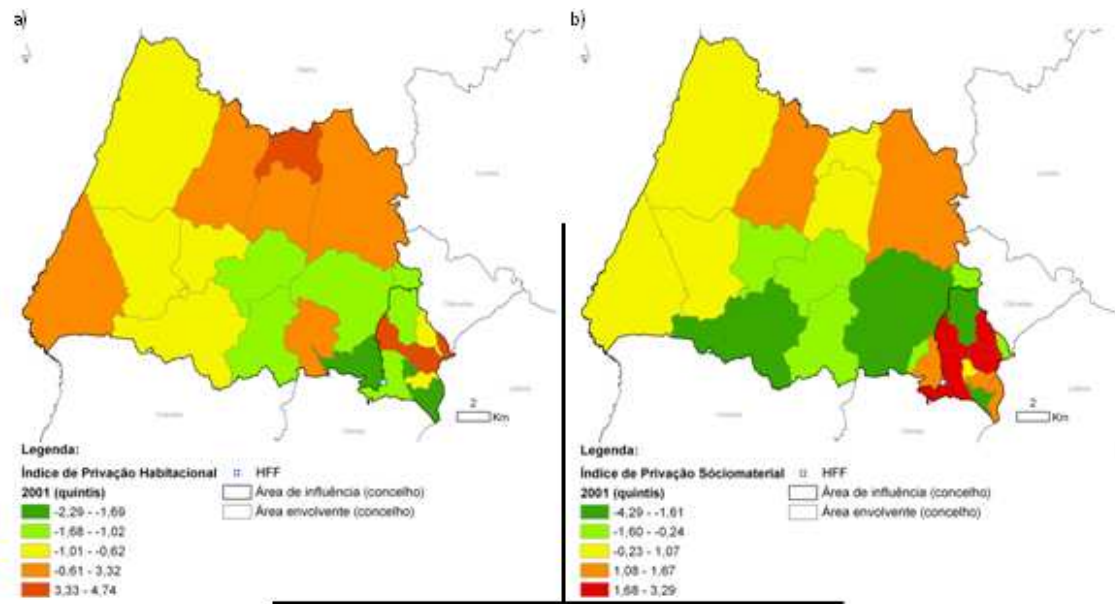 a)
2
Km
Legenda:
Índice de Privação Habitacional
HFF
2001 (quintis)
Área de influência (concelho)
-2,29 - -1,69
Área envolvente (concelho)
-1,68 - -1,02
-1,01 - -0,62
-0,61 - 3,32
3,33 - 4,74
b)
2
Km
Legenda:
Índice de Privação Sóciomaterial
HFF
2001 (quintis)
Área de influência (concelho)
-4,29 - -1,61
Área envolvente (concelho)
-1,60 - -0,24
-0,23 - 1,07
1,08 - 1,67
1,68 - 3,29